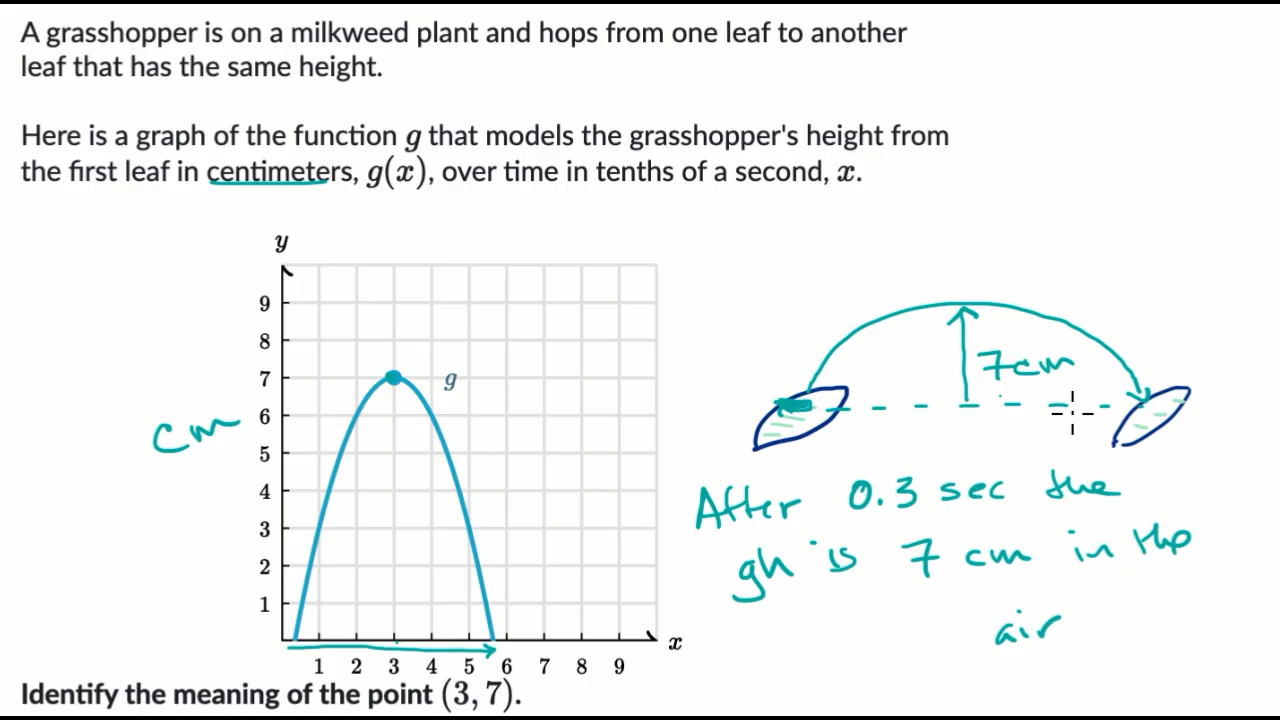 A grasshopper is on a milkweed plant and hops from one leaf to another
leaf that has the same height.
Here is a graph of the function g that models the grasshopper's height from
the first leaf in centimeters, g(x), over time in tenths of a second, x.
y
9
8
7
6
5
4
3
2
1
cm
g
1 2 3 4 5 6 7 8 9
x
7cm
After 0.3 sec the
gh is 7 cm in the
air
Identify the meaning of the point (3, 7).